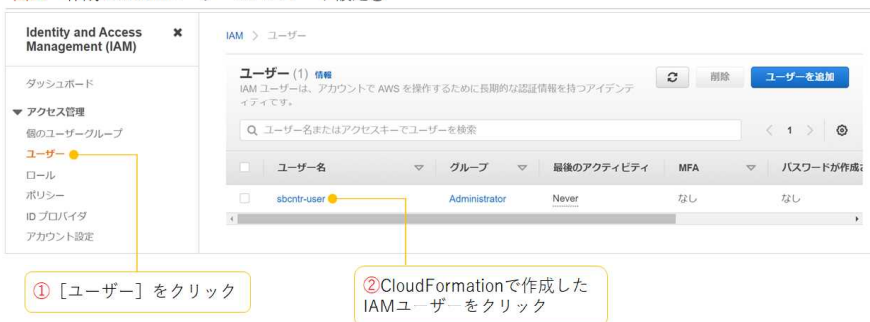 Identity and Access
Management (IAM)
ダッシュボード
アクセス管理
個のユーザーグループ
ユーザー
ロール
ポリシー
ID プロバイダ
アカウント設定
IAM > ユーザー
ユーザー (1) 情報
IAM ユーザーは、アカウントで AWS を操作するために長期的な認証情報を持つアイデンテ
ィティです。
削除
ユーザーを追加
ユーザー名またはアクセスキーでユーザーを検索
< 1 >
ユーザー名 グループ 最後のアクティビティ MFA パスワードが作成さ
sbcntr-user Administrator Never なし なし
① [ユーザー] をクリック
②CloudFormationで作成した
IAMユーザーをクリック